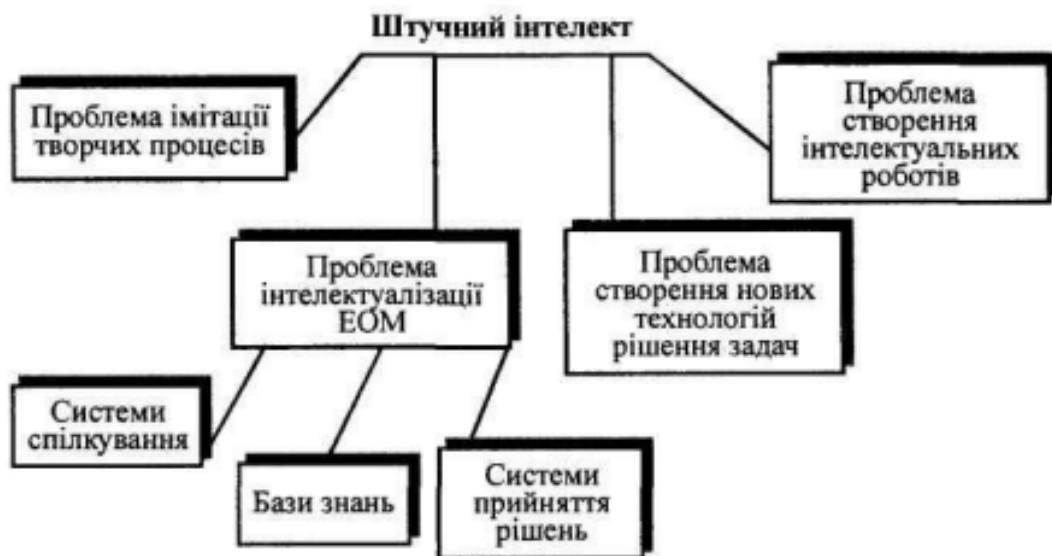 Штучний інтелект
Проблема імітації
творчих процесів
Проблема
створення
інтелектуальних
роботів
Проблема
інтелектуалізації
ЕОМ
Проблема
створення нових
технологій
рішення задач
Системи
спілкування
Бази знань
Системи
прийняття
рішень